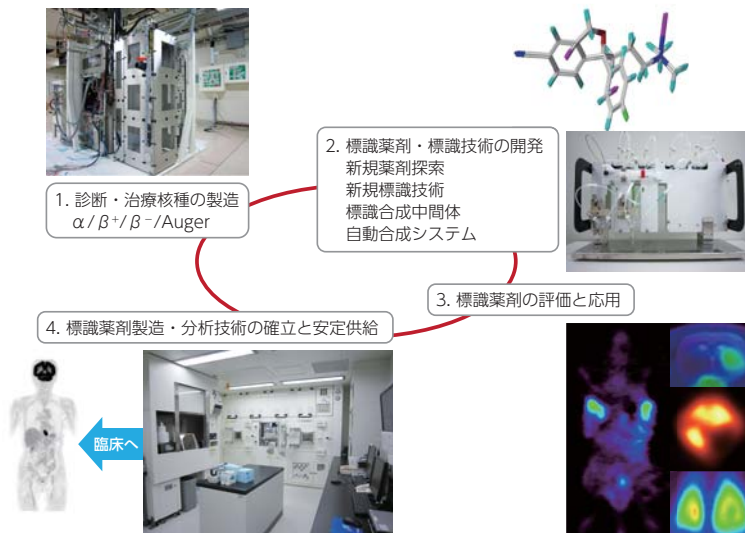 1. 診断・治療核種の製造
α/β⁺/β⁻/Auger
2. 標識薬剤・標識技術の開発
新規薬剤探索
新規標識技術
標識合成中間体
自動合成システム
3. 標識薬剤の評価と応用
4. 標識薬剤製造・分析技術の確立と安定供給
臨床へ